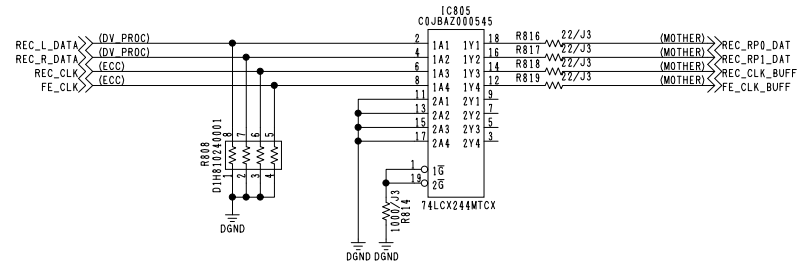 IC805
C0JBAZ000545
REC_L_DATA (DV_PROC) 2 1A1 1Y1 18 R816 22/J3 (MOTHER) REC_RP0_DAT
REC_R_DATA (DV_PROC) 4 1A2 1Y2 16 R817 22/J3 (MOTHER) REC_RP1_DAT
REC_CLK (ECC) 6 1A3 1Y3 14 R818 22/J3 (MOTHER) REC_CLK_BUFF
FE_CLK (ECC) 8 1A4 1Y4 12 R819 22/J3 (MOTHER) FE_CLK_BUFF
11 2A1 2Y1 9
13 2A2 2Y2 7
15 2A3 2Y3 5
17 2A4 2Y4 3
8 7 6 5
R808
D1H810240001
1 2 3 4
DGND
1 1G
19 2G
1000/J3
R814
74LCX244MTCX
DGND DGND